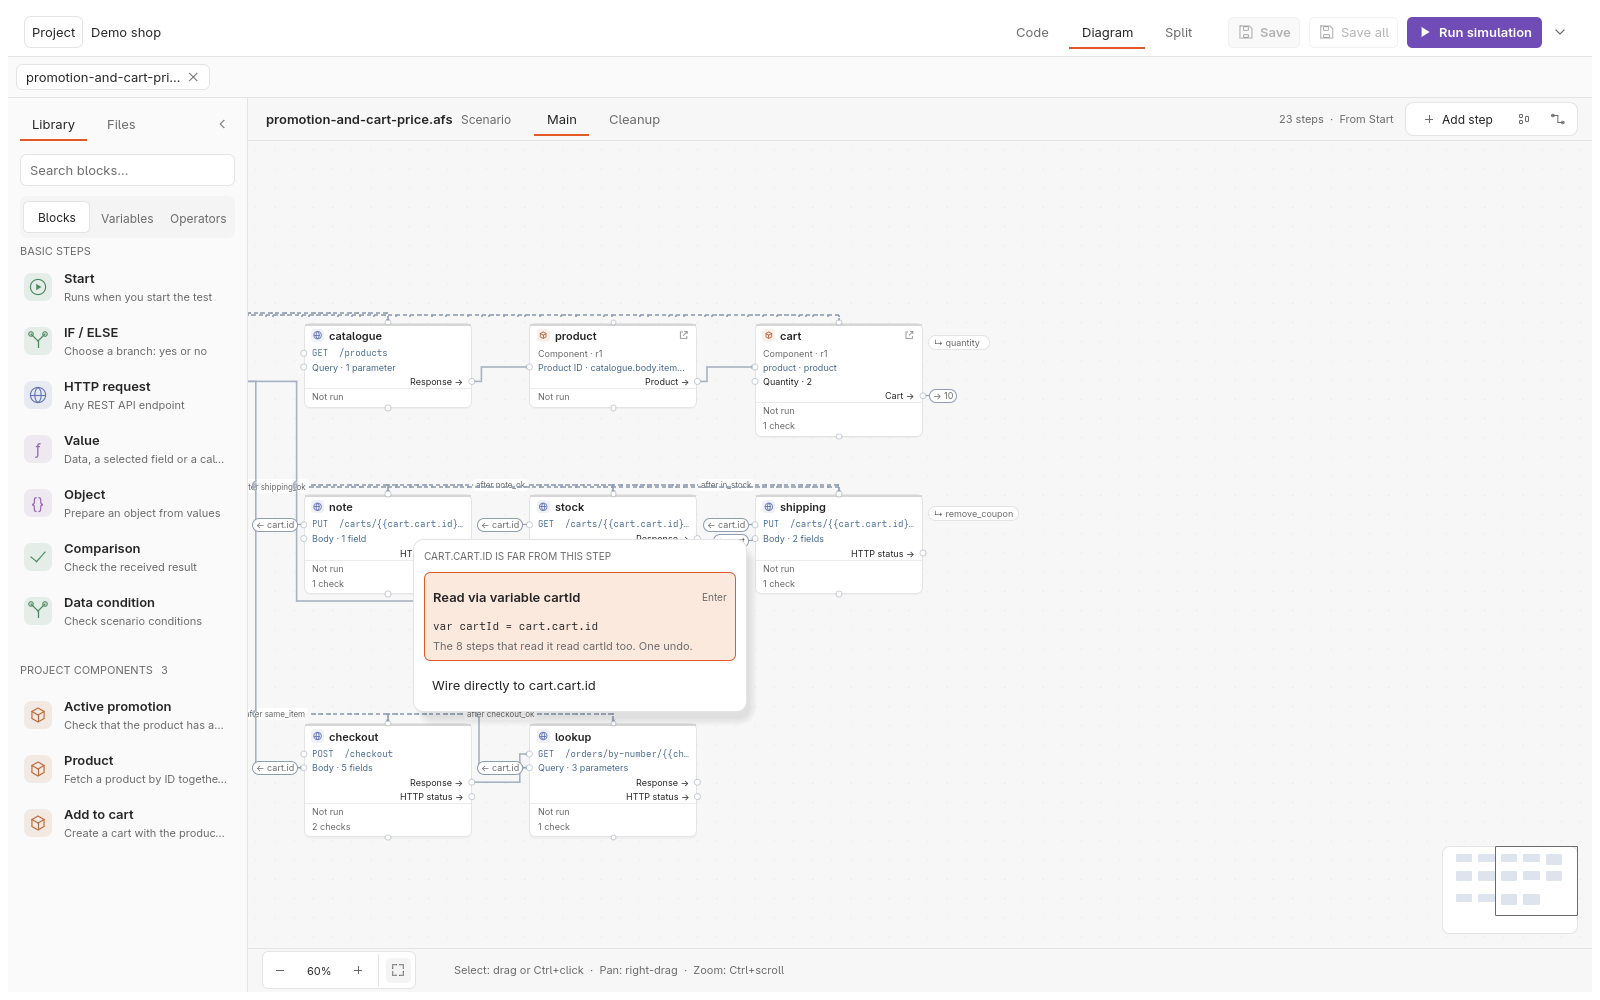 Project Demo shop
Code Diagram Split Save Save all Run simulation
promotion-and-cart-pri...
Library Files
promotion-and-cart-price.afs Scenario Main Cleanup
23 steps · From Start + Add step
Search blocks...
Blocks Variables Operators
BASIC STEPS
Start
Runs when you start the test
IF / ELSE
Choose a branch: yes or no
HTTP request
Any REST API endpoint
Value
Data, a selected field or a cal...
Object
Prepare an object from values
Comparison
Check the received result
Data condition
Check scenario conditions
PROJECT COMPONENTS 3
Active promotion
Check that the product has a...
Product
Fetch a product by ID togethe...
Add to cart
Create a cart with the produc...
catalogue
GET /products
Query · 1 parameter
Response →
Not run
product
Component · r1
Product ID · catalogue.body.item...
Product →
Not run
cart
Component · r1
product · product
Quantity · 2
Cart →
Not run
1 check
↳ quantity
→ 10
after note_ok
after in_stock
← cart.id
note
PUT /carts/{{cart.cart.id}...
Body · 1 field
Not run
1 check
← cart.id
stock
GET /carts/{{cart.cart.id}...
Response →
← cart.id
shipping
PUT /carts/{{cart.cart.id}...
Body · 2 fields
HTTP status →
Not run
1 check
↳ remove_coupon
CART.CART.ID IS FAR FROM THIS STEP
Read via variable cartId Enter
var cartId = cart.cart.id
The 8 steps that read it read cartId too. One undo.
Wire directly to cart.cart.id
after same_item
after checkout_ok
← cart.id
checkout
POST /checkout
Body · 5 fields
Response →
HTTP status →
Not run
2 checks
← cart.id
lookup
GET /orders/by-number/{{ch...
Query · 3 parameters
Response →
HTTP status →
Not run
1 check
− 60% +
Select: drag or Ctrl+click · Pan: right-drag · Zoom: Ctrl+scroll